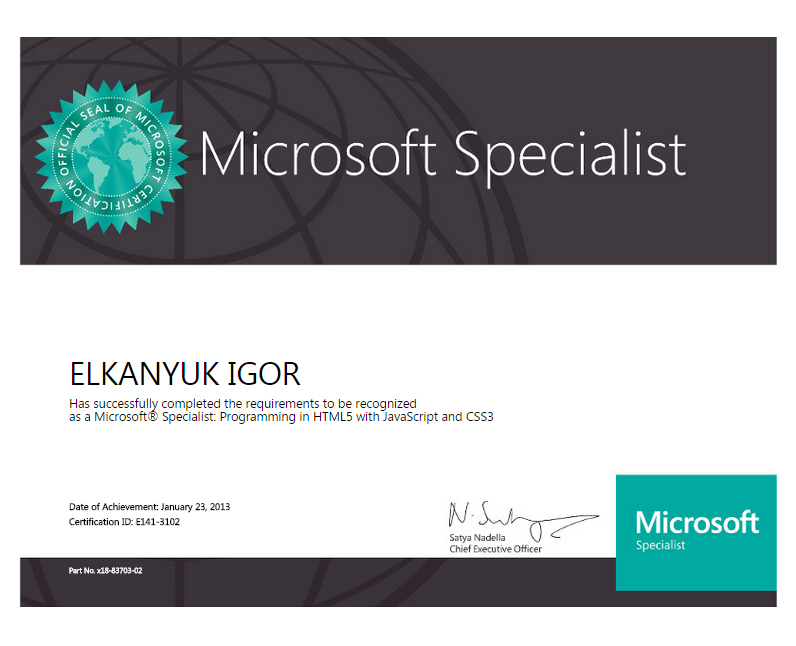 OFFICIAL SEAL OF MICROSOFT CERTIFICATION
Microsoft Specialist
ELKANYUK IGOR
Has successfully completed the requirements to be recognized
as a Microsoft® Specialist: Programming in HTML5 with JavaScript and CSS3
Date of Achievement: January 23, 2013
Certification ID: E141-3102
Satya Nadella
Chief Executive Officer
Microsoft
Specialist
Part No. x18-83703-02